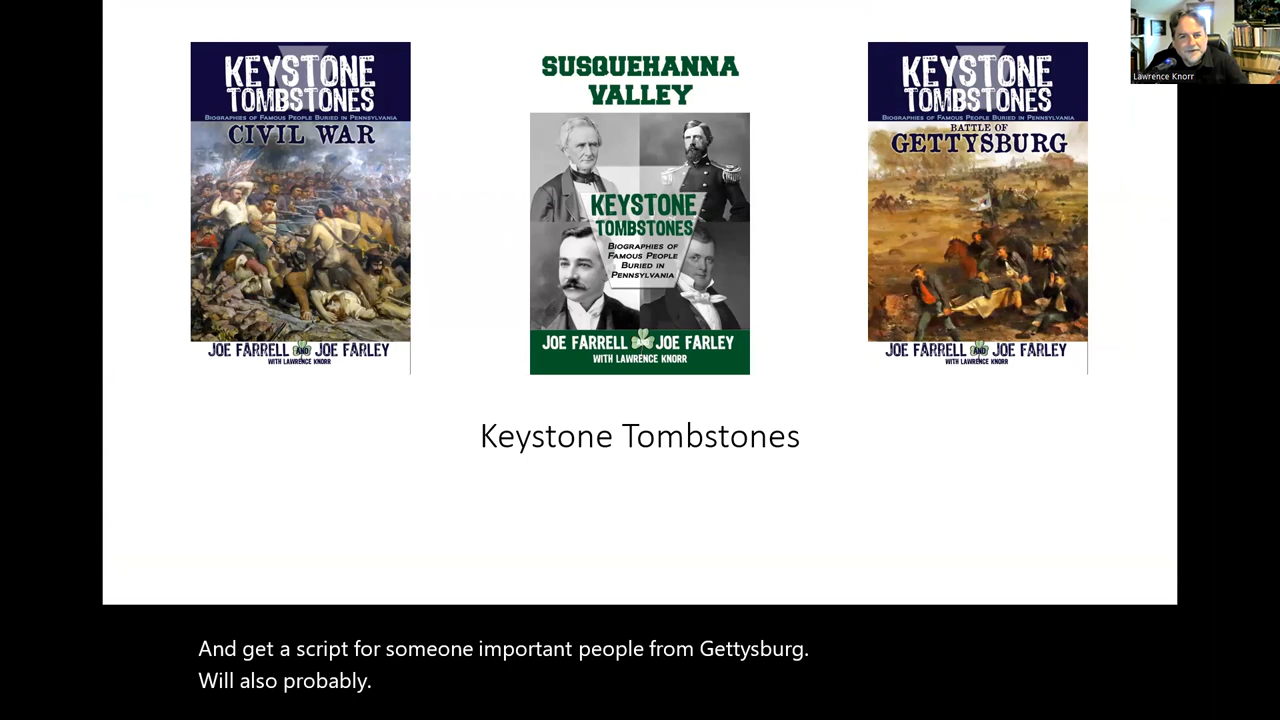 KEYSTONE
TOMBSTONES
BIOGRAPHIES OF FAMOUS PEOPLE BURIED IN PENNSYLVANIA
CIVIL WAR
JOE FARRELL AND JOE FARLEY
WITH LAWRENCE KNORR
SUSQUEHANNA
VALLEY
KEYSTONE
TOMBSTONES
BIOGRAPHIES OF
FAMOUS PEOPLE
BURIED IN
PENNSYLVANIA
JOE FARRELL AND JOE FARLEY
WITH LAWRENCE KNORR
KEYSTONE
TOMBSTONES
BIOGRAPHIES OF FAMOUS PEOPLE BURIED IN PENNSYLVANIA
BATTLE OF
GETTYSBURG
JOE FARRELL AND JOE FARLEY
WITH LAWRENCE KNORR
Lawrence Knorr
Keystone Tombstones
And get a script for someone important people from Gettysburg.
Will also probably.